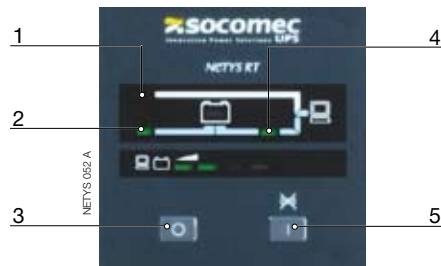 socomec
Innovative Power Solutions UPS
NETYS RT
1
2
3
4
5
NETYS 052 A
O
I